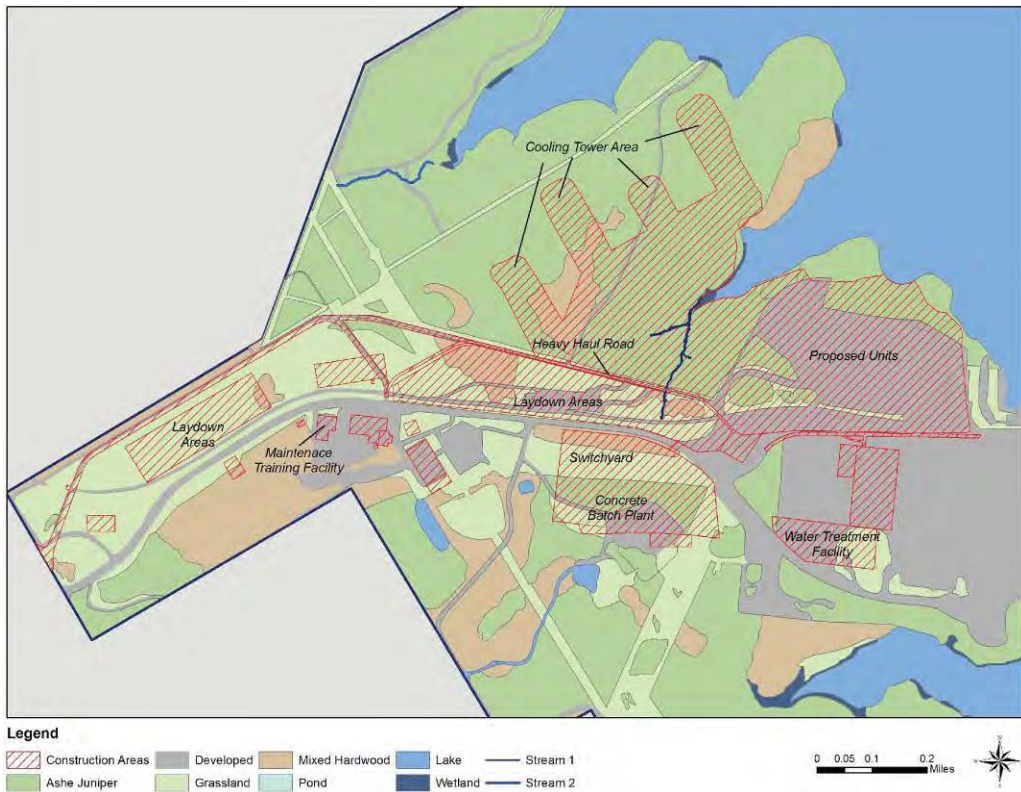 Cooling Tower Area
Heavy Haul Road
Proposed Units
Laydown Areas
Laydown
Areas
Maintenace
Training Facility
Switchyard
Concrete
Batch Plant
Water Treatment
Facility
Legend
Construction Areas Developed Mixed Hardwood Lake Stream 1
Ashe Juniper Grassland Pond Wetland Stream 2
0 0.05 0.1 0.2
Miles